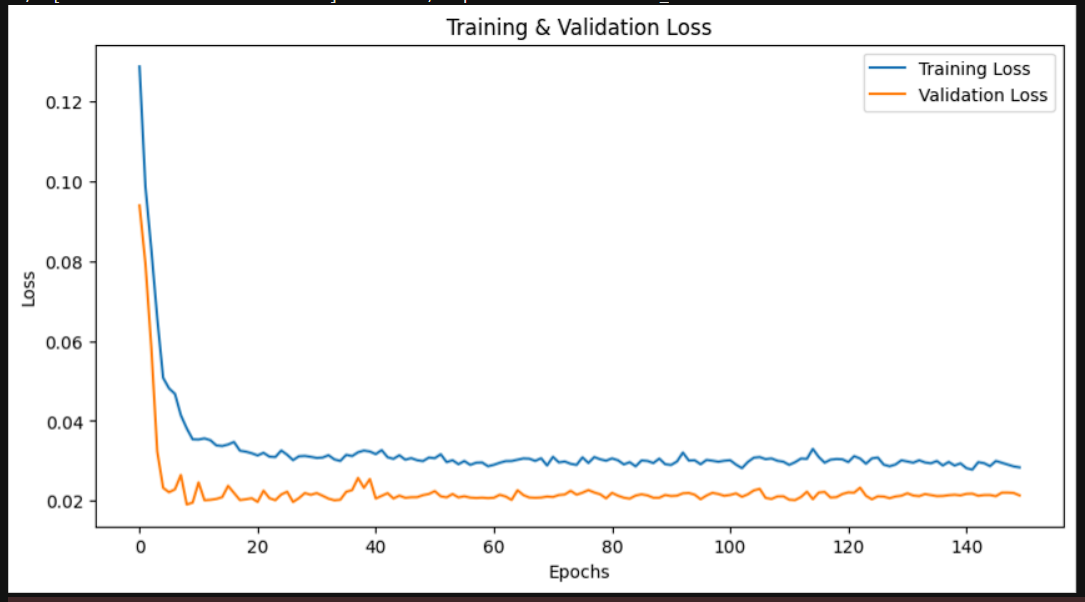 Training & Validation Loss
Training Loss
Validation Loss
0.12
0.10
0.08
0.06
0.04
0.02
Loss
0 20 40 60 80 100 120 140
Epochs